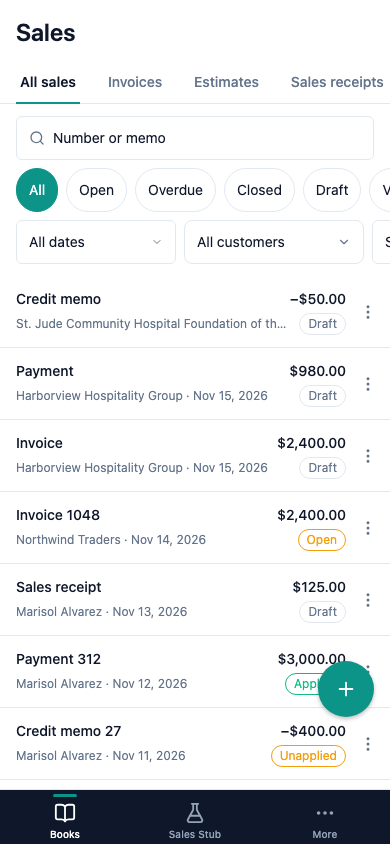 Sales
All sales Invoices Estimates Sales receipts
Number or memo
All Open Overdue Closed Draft
All dates All customers
Credit memo −$50.00
St. Jude Community Hospital Foundation of th... Draft
Payment $980.00
Harborview Hospitality Group · Nov 15, 2026 Draft
Invoice $2,400.00
Harborview Hospitality Group · Nov 15, 2026 Draft
Invoice 1048 $2,400.00
Northwind Traders · Nov 14, 2026 Open
Sales receipt $125.00
Marisol Alvarez · Nov 13, 2026 Draft
Payment 312 $3,000.00
Marisol Alvarez · Nov 12, 2026
Credit memo 27 −$400.00
Marisol Alvarez · Nov 11, 2026 Unapplied
Books Sales Stub More